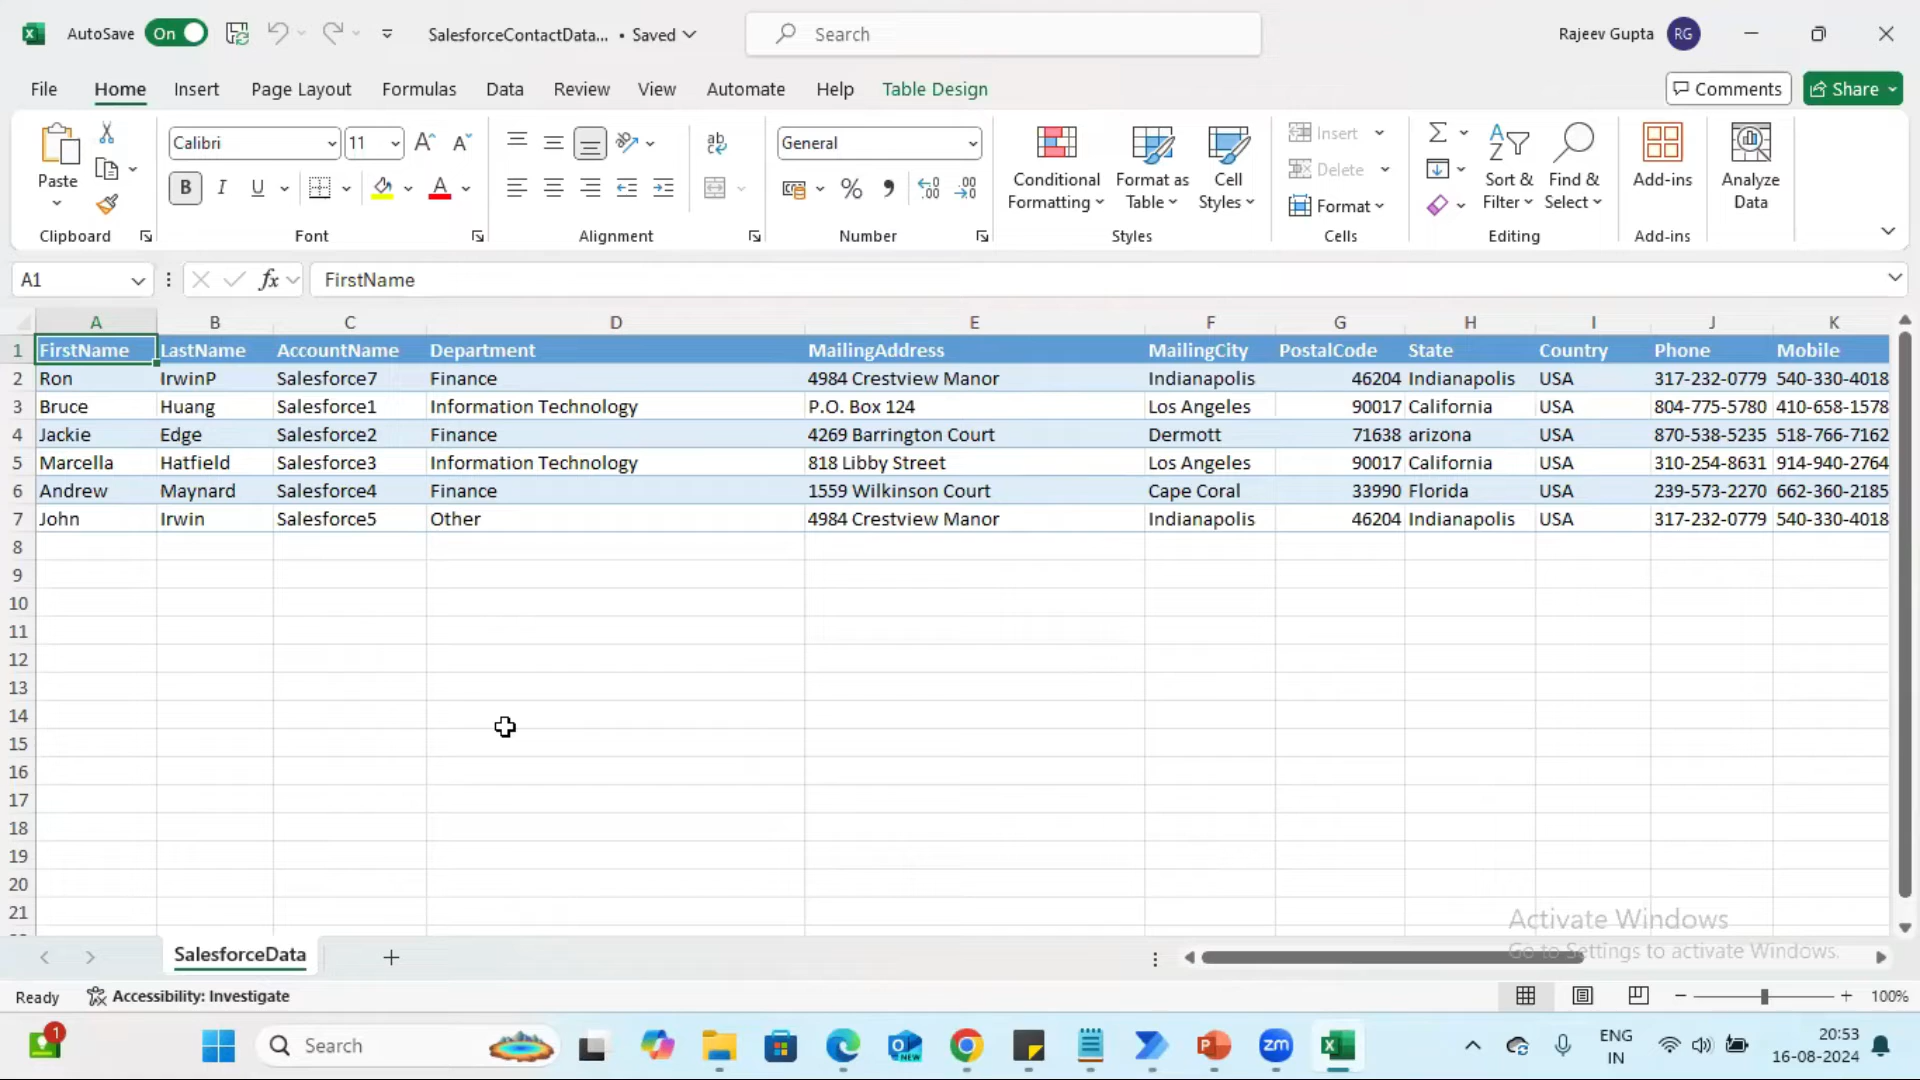 AutoSave On SalesforceContactData... • Saved Search Rajeev Gupta RG
File Home Insert Page Layout Formulas Data Review View Automate Help Table Design Comments Share
Paste Calibri 11 A A ab General Conditional Formatting Format as Table Cell Styles Insert Delete Format Sort & Filter Find & Select Add-ins Analyze Data
B I U A % 
Clipboard Font Alignment Number Styles Cells Editing Add-ins
A1 fx FirstName
A B C D E F G H I J K
1 FirstName LastName AccountName Department MailingAddress MailingCity PostalCode State Country Phone Mobile
2 Ron IrwinP Salesforce7 Finance 4984 Crestview Manor Indianapolis 46204 Indianapolis USA 317-232-0779 540-330-4018
3 Bruce Huang Salesforce1 Information Technology P.O. Box 124 Los Angeles 90017 California USA 804-775-5780 410-658-1578
4 Jackie Edge Salesforce2 Finance 4269 Barrington Court Dermott 71638 arizona USA 870-538-5235 518-766-7162
5 Marcella Hatfield Salesforce3 Information Technology 818 Libby Street Los Angeles 90017 California USA 310-254-8631 914-940-2764
6 Andrew Maynard Salesforce4 Finance 1559 Wilkinson Court Cape Coral 33990 Florida USA 239-573-2270 662-360-2185
7 John Irwin Salesforce5 Other 4984 Crestview Manor Indianapolis 46204 Indianapolis USA 317-232-0779 540-330-4018
8
9
10
11
12
13
14
15
16
17
18
19
20
21
Activate Windows
Go to Settings to activate Windows.
SalesforceData
Ready Accessibility: Investigate 100%
1 Search NEW zm ENG 20:53
IN 16-08-2024